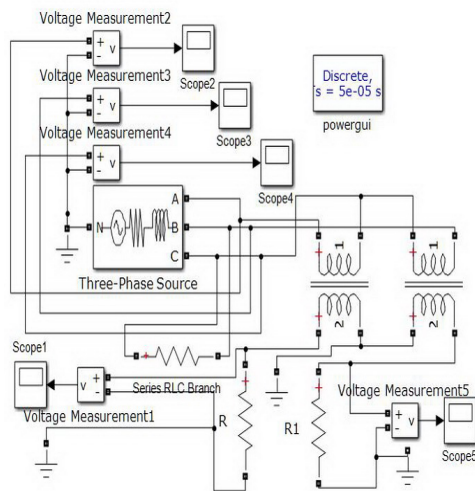 Voltage Measurement2
+
-
v
Scope2
Voltage Measurement3
+
-
v
Scope3
Voltage Measurement4
+
-
v
Scope4
Discrete,
s = 5e-05 s
powergui
N
A
B
C
Three-Phase Source
+
1
2
+
+
1
2
+
Scope1
v
+
-
Voltage Measurement1
+
Series RLC Branch
+
R
+
R1
Voltage Measurement5
+
-
v
Scope5